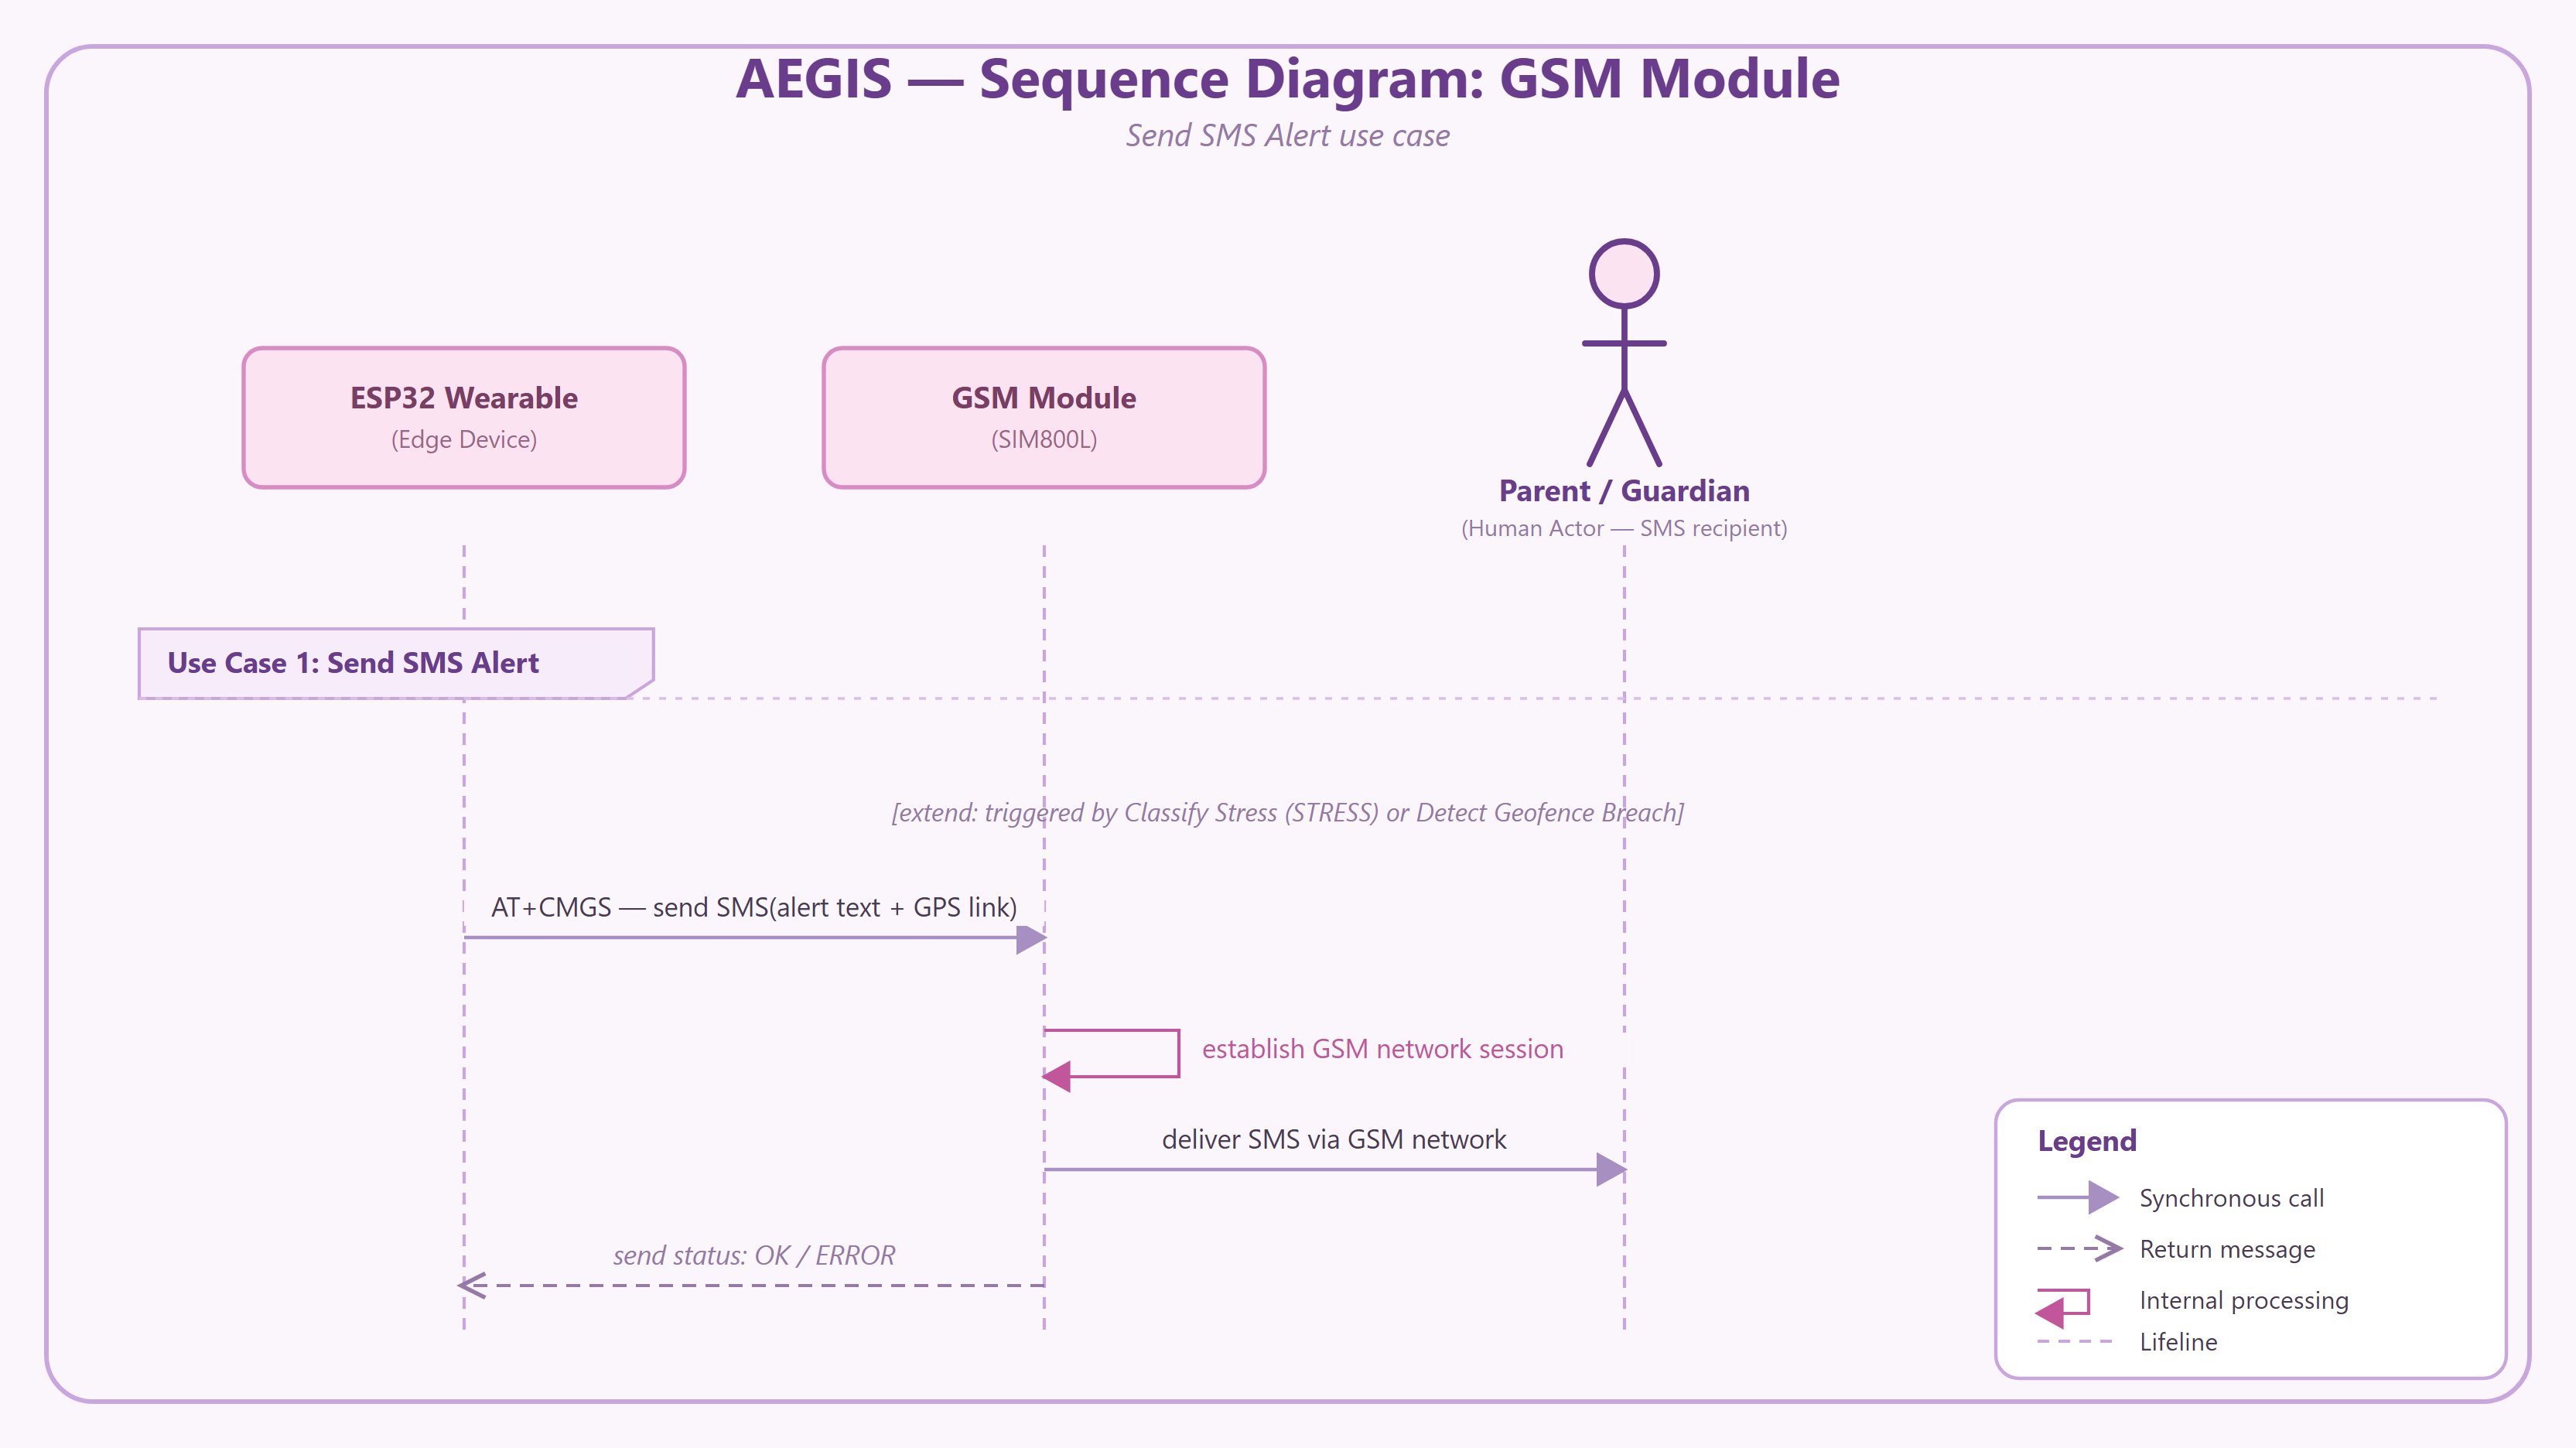 AEGIS — Sequence Diagram: GSM Module
Send SMS Alert use case
ESP32 Wearable
(Edge Device)
GSM Module
(SIM800L)
Parent / Guardian
(Human Actor — SMS recipient)
Use Case 1: Send SMS Alert
[extend: triggered by Classify Stress (STRESS) or Detect Geofence Breach]
AT+CMGS — send SMS(alert text + GPS link)
establish GSM network session
deliver SMS via GSM network
send status: OK / ERROR
Legend
Synchronous call
Return message
Internal processing
Lifeline